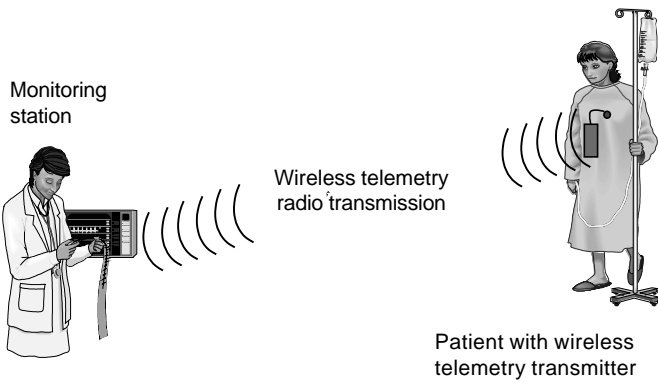 Monitoring
station
Wireless telemetry
radio transmission
Patient with wireless
telemetry transmitter